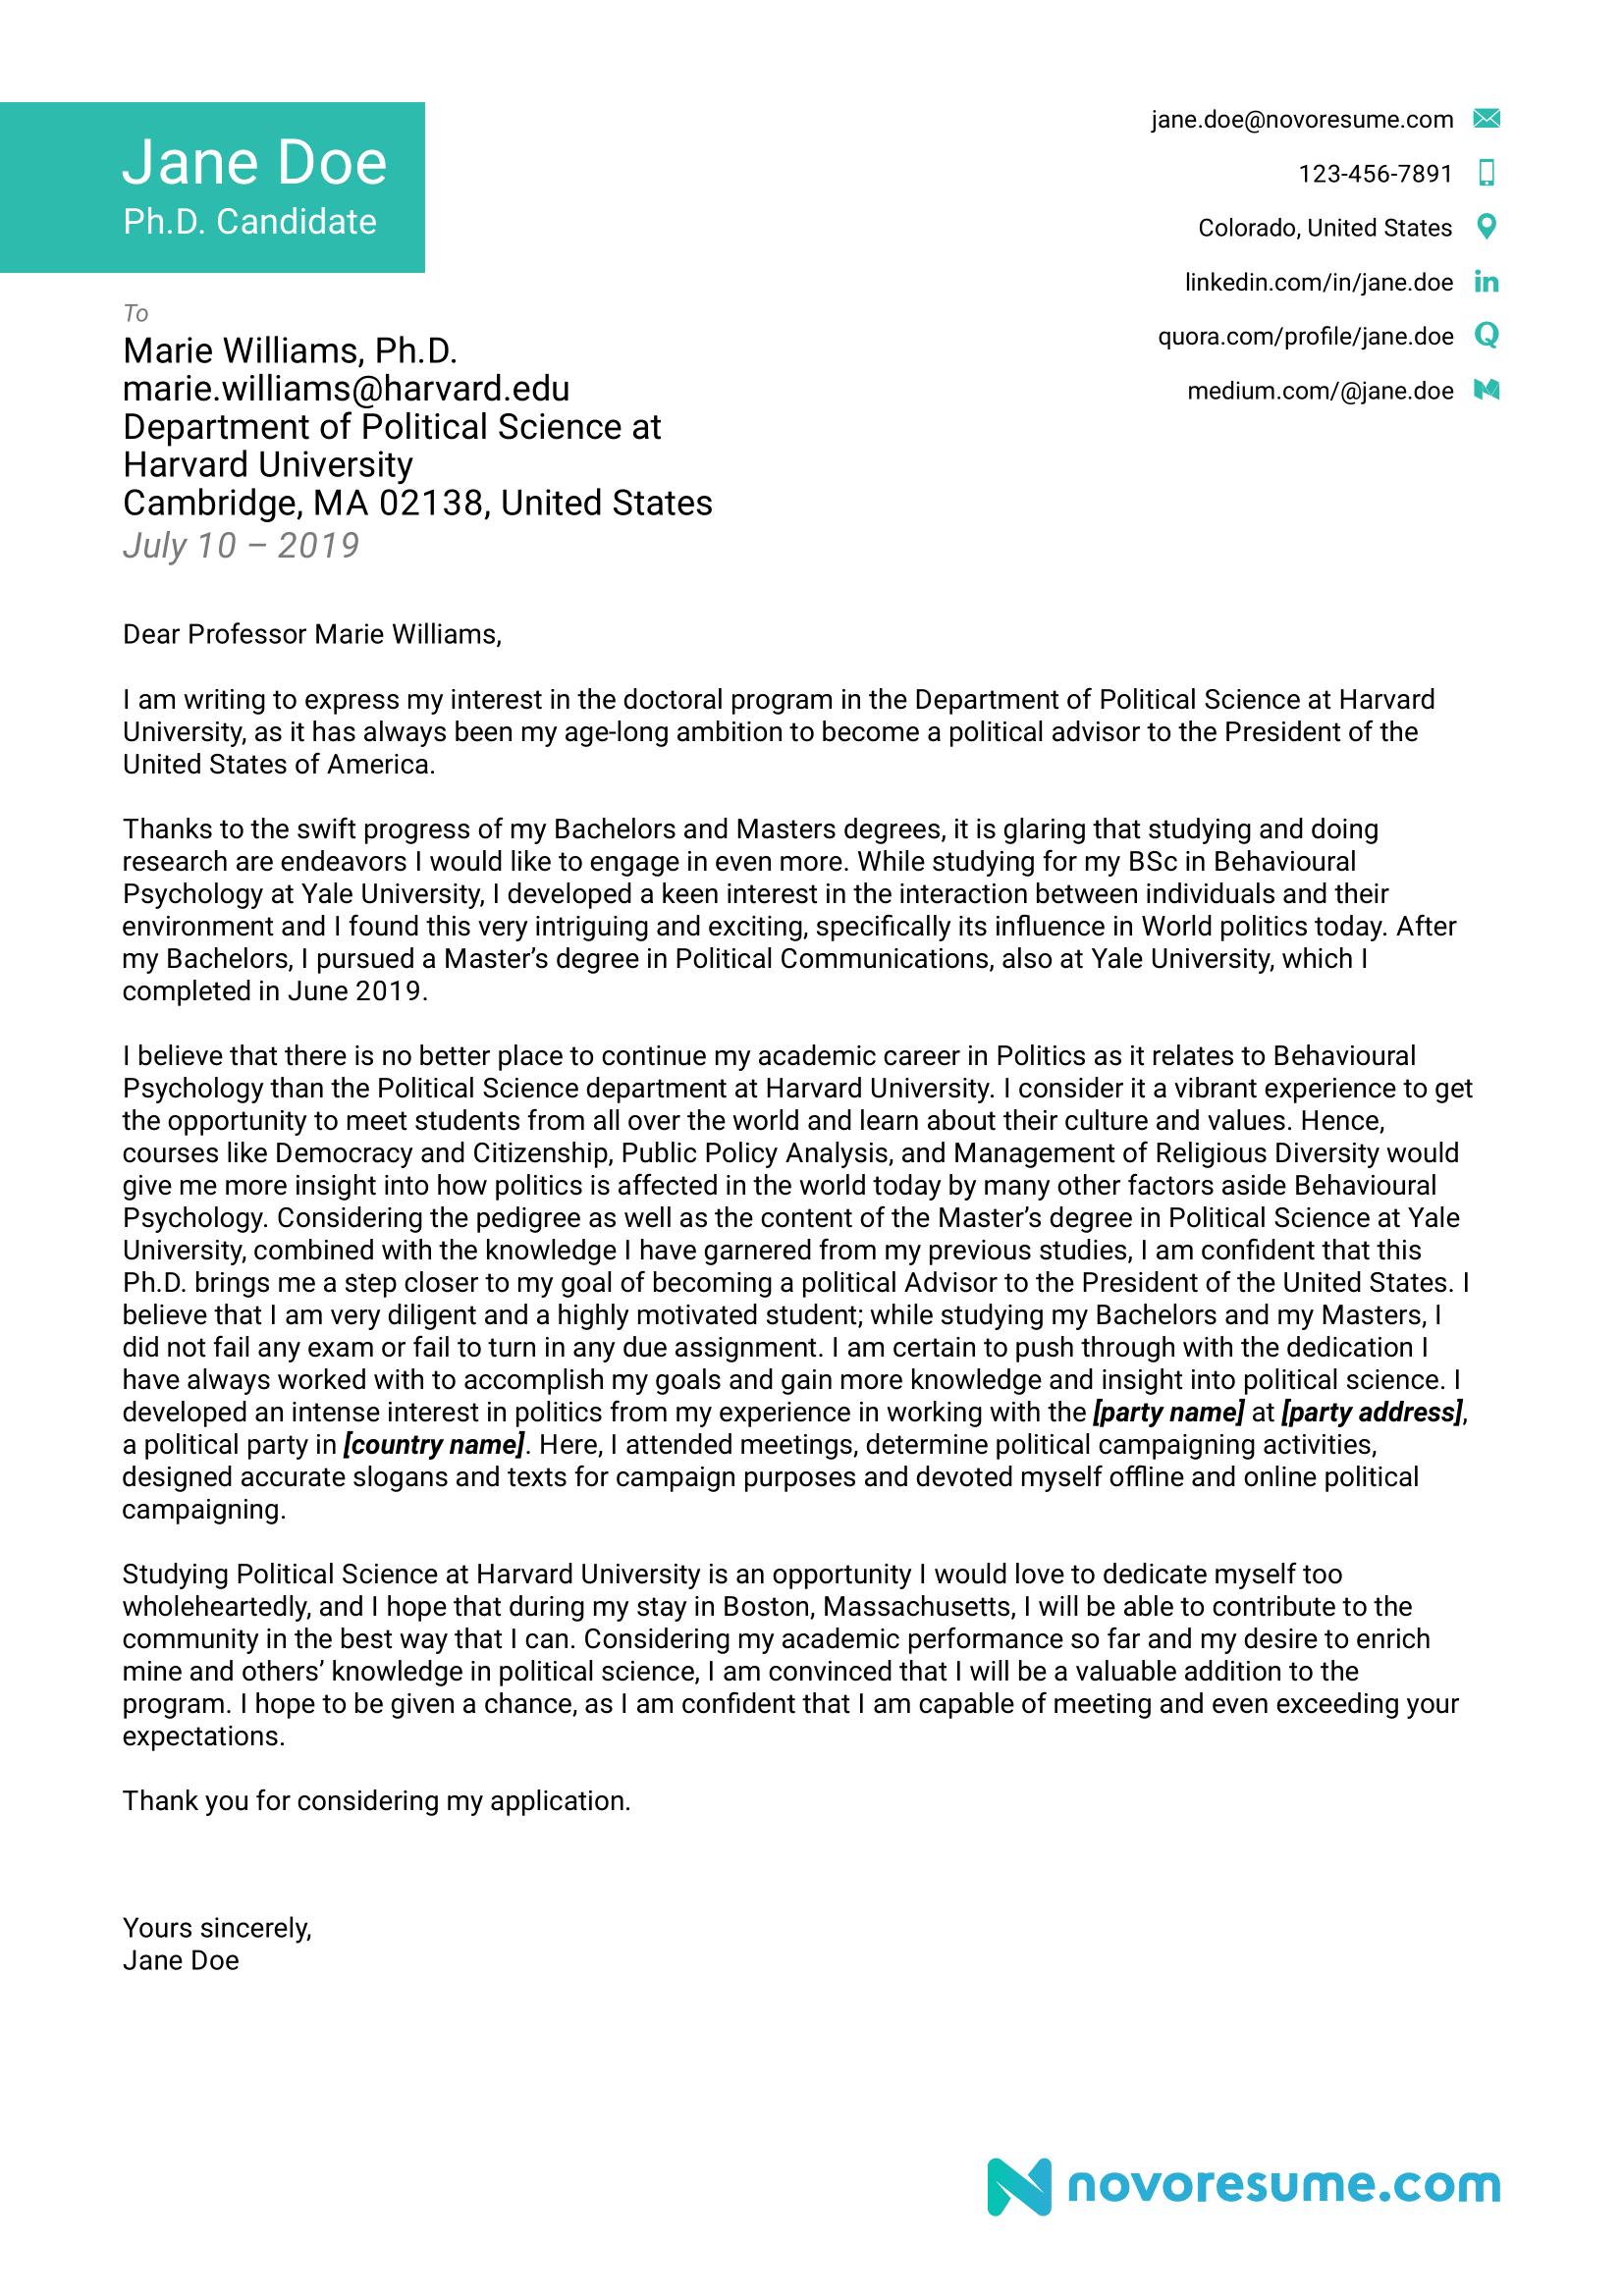 Jane Doe
Ph.D. Candidate
jane.doe@novoresume.com
123-456-7891
Colorado, United States
linkedin.com/in/jane.doe
quora.com/profile/jane.doe
medium.com/@jane.doe
To
Marie Williams, Ph.D.
marie.williams@harvard.edu
Department of Political Science at
Harvard University
Cambridge, MA 02138, United States
July 10 – 2019
Dear Professor Marie Williams,
I am writing to express my interest in the doctoral program in the Department of Political Science at Harvard
University, as it has always been my age-long ambition to become a political advisor to the President of the
United States of America.
Thanks to the swift progress of my Bachelors and Masters degrees, it is glaring that studying and doing
research are endeavors I would like to engage in even more. While studying for my BSc in Behavioural
Psychology at Yale University, I developed a keen interest in the interaction between individuals and their
environment and I found this very intriguing and exciting, specifically its influence in World politics today. After
my Bachelors, I pursued a Master’s degree in Political Communications, also at Yale University, which I
completed in June 2019.
I believe that there is no better place to continue my academic career in Politics as it relates to Behavioural
Psychology than the Political Science department at Harvard University. I consider it a vibrant experience to get
the opportunity to meet students from all over the world and learn about their culture and values. Hence,
courses like Democracy and Citizenship, Public Policy Analysis, and Management of Religious Diversity would
give me more insight into how politics is affected in the world today by many other factors aside Behavioural
Psychology. Considering the pedigree as well as the content of the Master’s degree in Political Science at Yale
University, combined with the knowledge I have garnered from my previous studies, I am confident that this
Ph.D. brings me a step closer to my goal of becoming a political Advisor to the President of the United States. I
believe that I am very diligent and a highly motivated student; while studying my Bachelors and my Masters, I
did not fail any exam or fail to turn in any due assignment. I am certain to push through with the dedication I
have always worked with to accomplish my goals and gain more knowledge and insight into political science. I
developed an intense interest in politics from my experience in working with the [party name] at [party address],
a political party in [country name]. Here, I attended meetings, determine political campaigning activities,
designed accurate slogans and texts for campaign purposes and devoted myself offline and online political
campaigning.
Studying Political Science at Harvard University is an opportunity I would love to dedicate myself too
wholeheartedly, and I hope that during my stay in Boston, Massachusetts, I will be able to contribute to the
community in the best way that I can. Considering my academic performance so far and my desire to enrich
mine and others’ knowledge in political science, I am convinced that I will be a valuable addition to the
program. I hope to be given a chance, as I am confident that I am capable of meeting and even exceeding your
expectations.
Thank you for considering my application.
Yours sincerely,
Jane Doe
novoresume.com